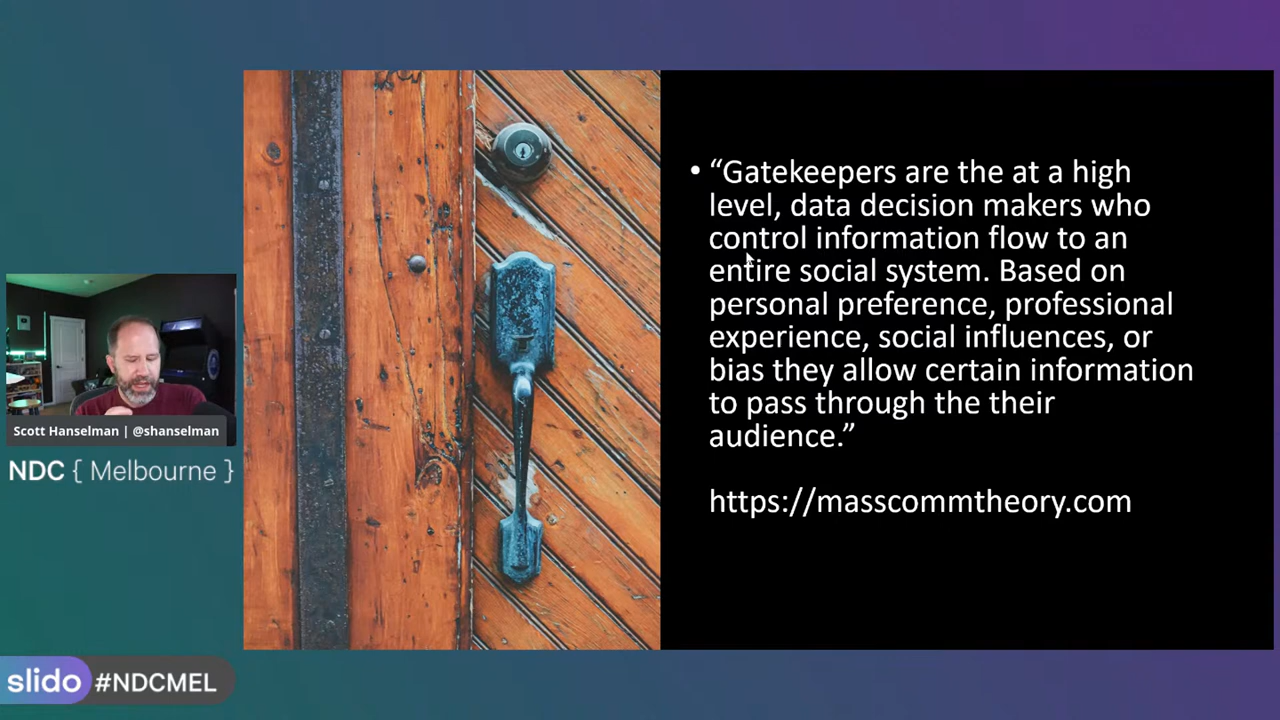 • “Gatekeepers are the at a high
level, data decision makers who
control information flow to an
entire social system. Based on
personal preference, professional
experience, social influences, or
bias they allow certain information
to pass through the their
audience.”
https://masscommtheory.com
Scott Hanselman | @shanselman
NDC { Melbourne }
slido #NDCMEL